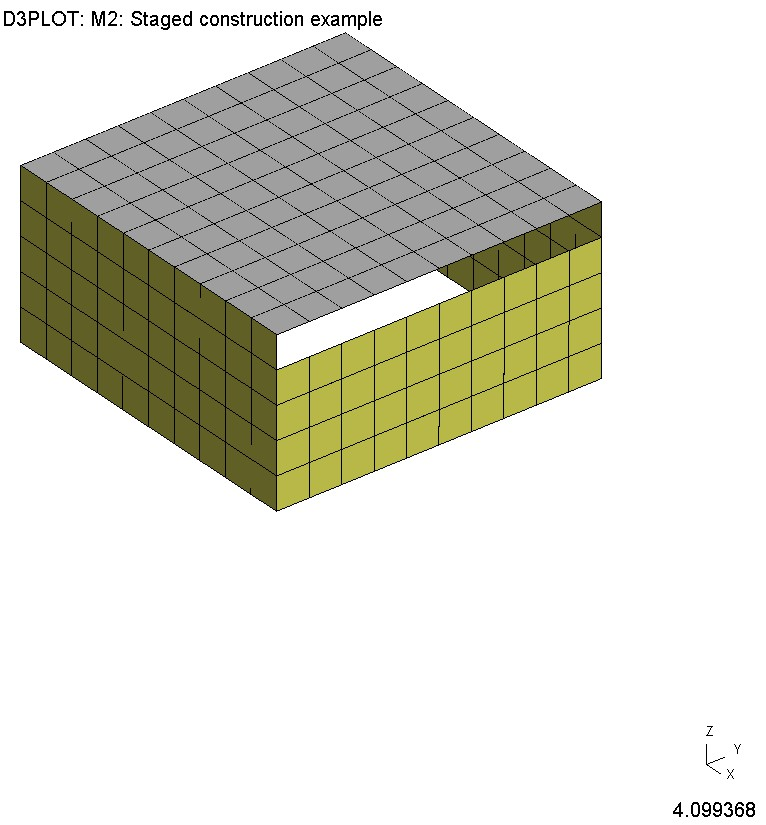 D3PLOT: M2: Staged construction example
Z
Y
X
4.099368